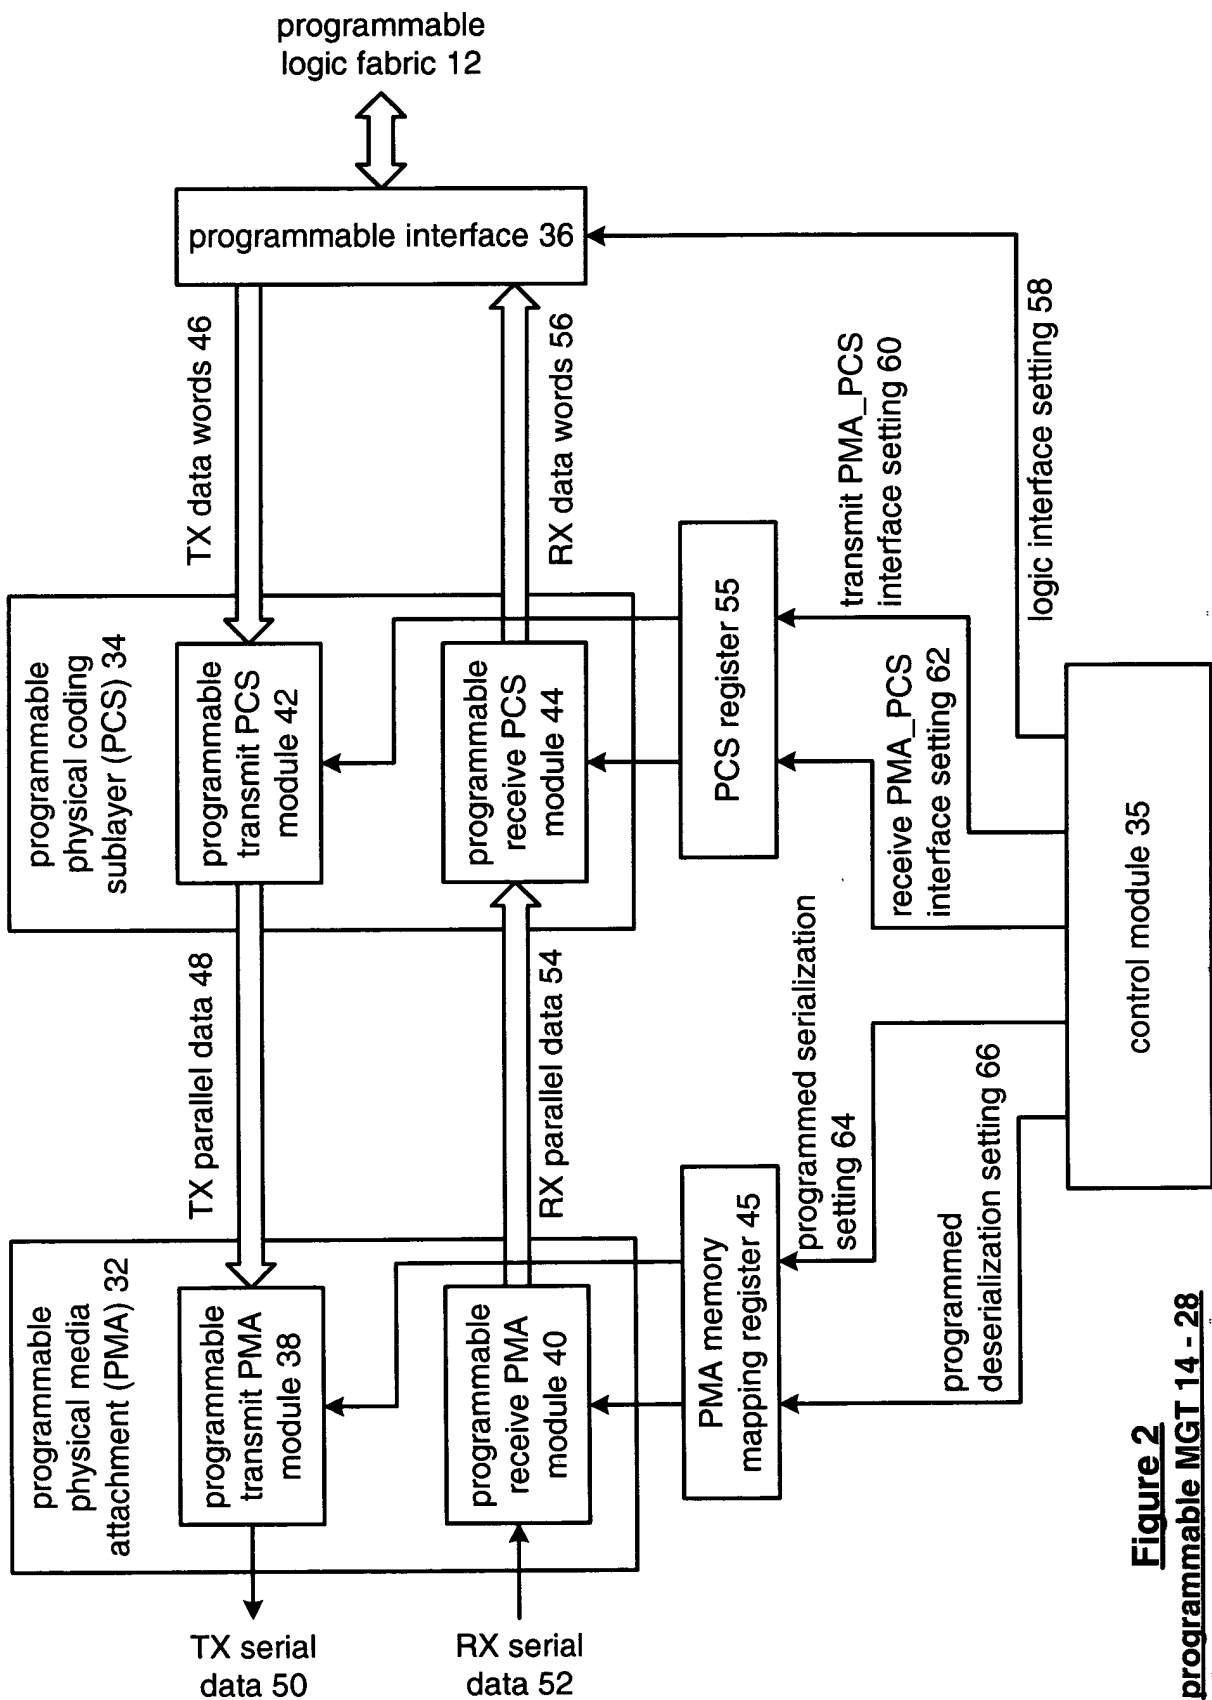 programmable
logic fabric 12
programmable interface 36
TX data words 46
RX data words 56
programmable
physical coding
sublayer (PCS) 34
programmable
transmit PCS
module 42
programmable
receive PCS
module 44
PCS register 55
transmit PMA_PCS
interface setting 60
receive PMA_PCS
interface setting 62
logic interface setting 58
TX parallel data 48
RX parallel data 54
programmable
physical media
attachment (PMA) 32
programmable
transmit PMA
module 38
programmable
receive PMA
module 40
PMA memory
mapping register 45
programmed serialization
setting 64
programmed
deserialization setting 66
control module 35
TX serial
data 50
RX serial
data 52
Figure 2
programmable MGT 14 - 28